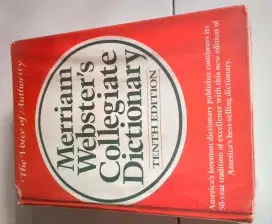 The Voice of Authority
Merriam
Webster's
Collegiate
Dictionary
TENTH EDITION
America's foremost dictionary publisher continues its
150-year tradition of excellence with this new edition of
America's best-selling dictionary.